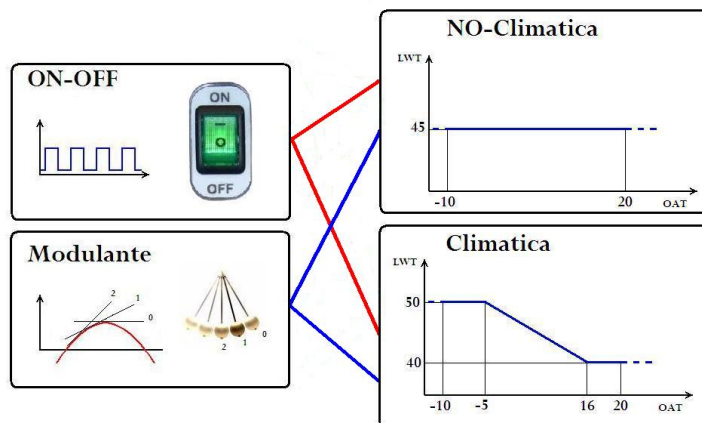 ON-OFF
ON
OFF
Modulante
2
1
0
2
1
0
NO-Climatica
LWT
45
-10
20
OAT
Climatica
LWT
50
40
-10
-5
16
20
OAT